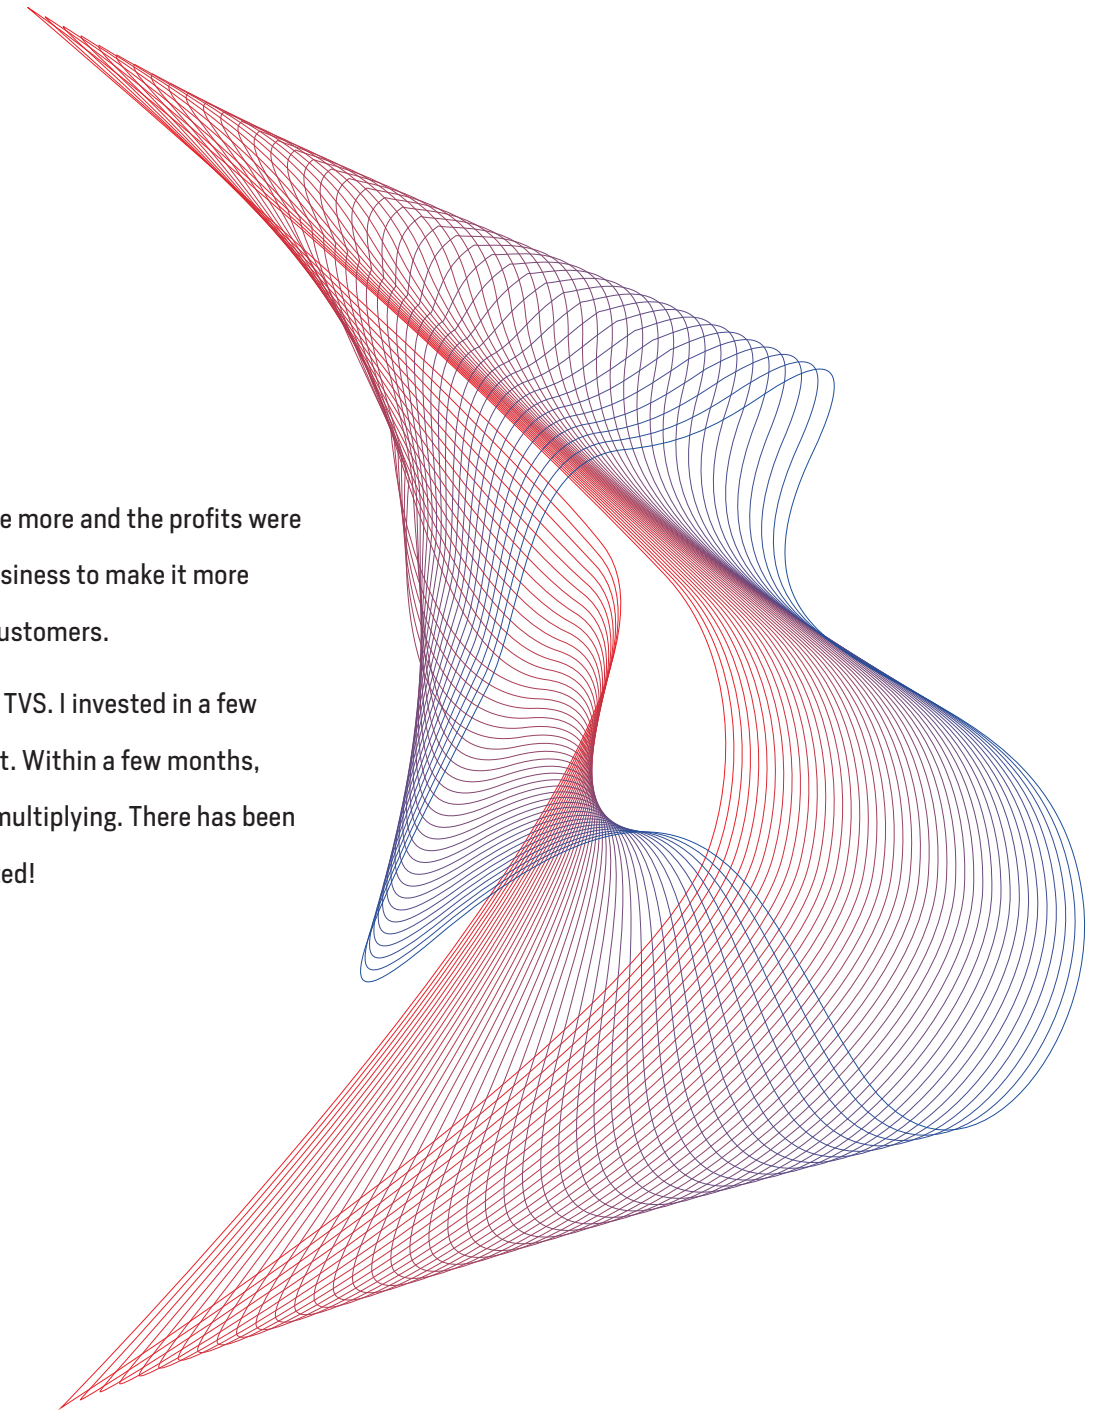 e more and the profits were
siness to make it more
ustomers.
TVS. I invested in a few
t. Within a few months,
multiplying. There has been
ed!